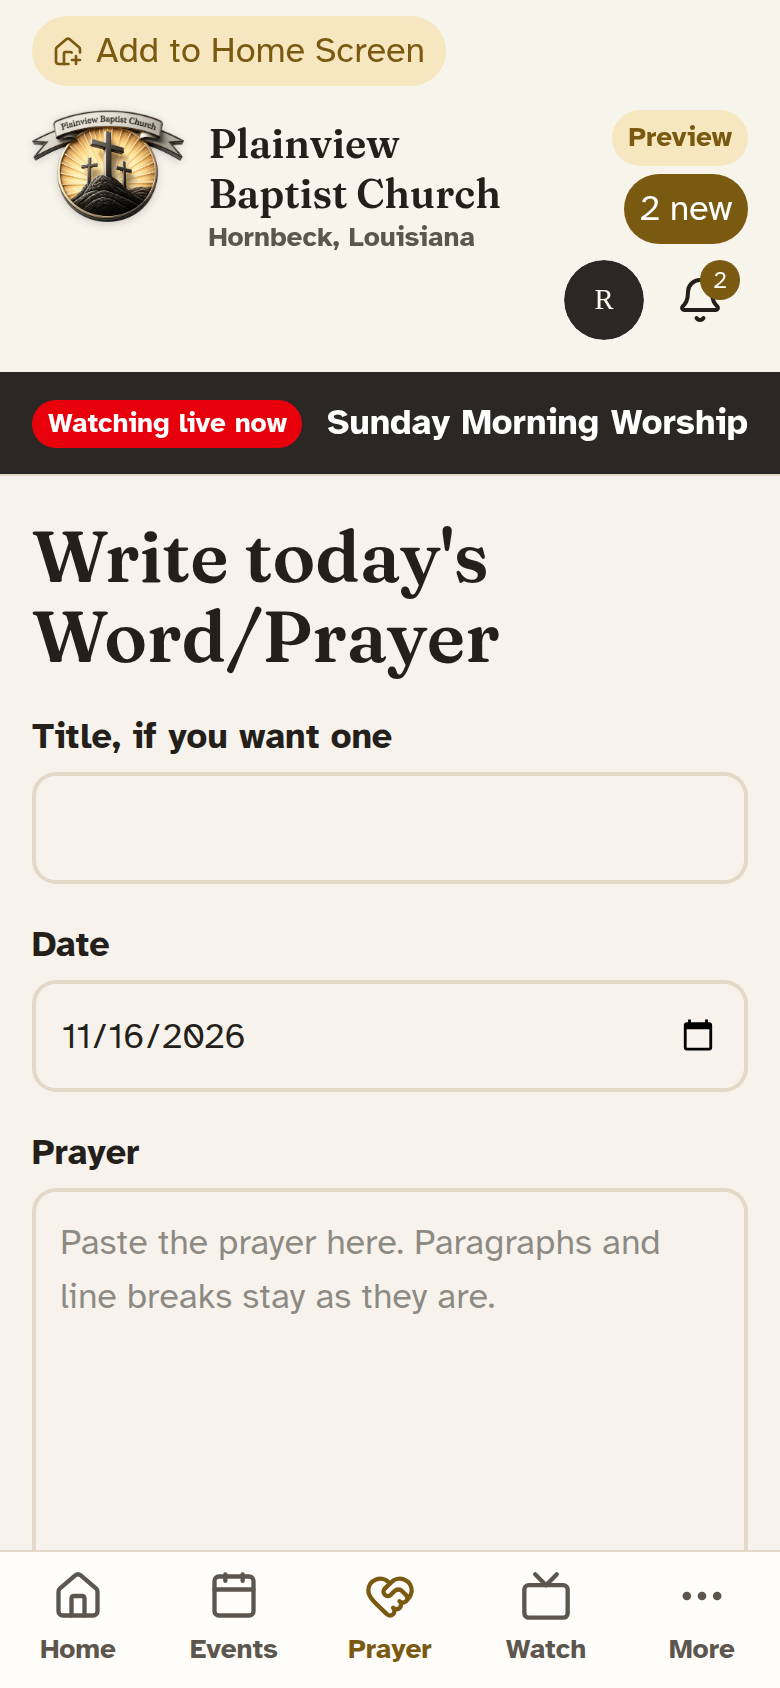 Add to Home Screen
Plainview Baptist Church
Plainview
Baptist Church
Hornbeck, Louisiana
Preview
2 new
R
2
Watching live now
Sunday Morning Worship
Write today's
Word/Prayer
Title, if you want one
Date
11/16/2026
Prayer
Paste the prayer here. Paragraphs and
line breaks stay as they are.
Home
Events
Prayer
Watch
More